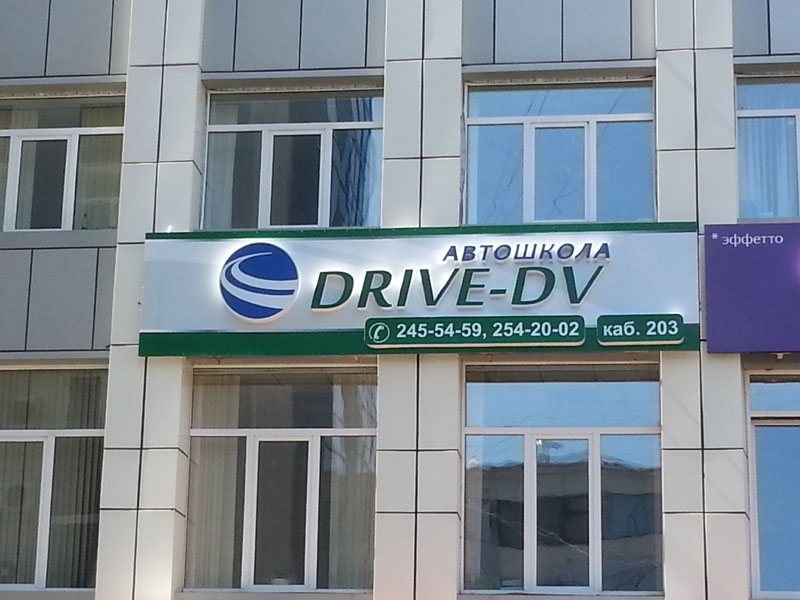 АВТОШКОЛА
DRIVE-DV
245-54-59, 254-20-02 каб. 203
* эффетто